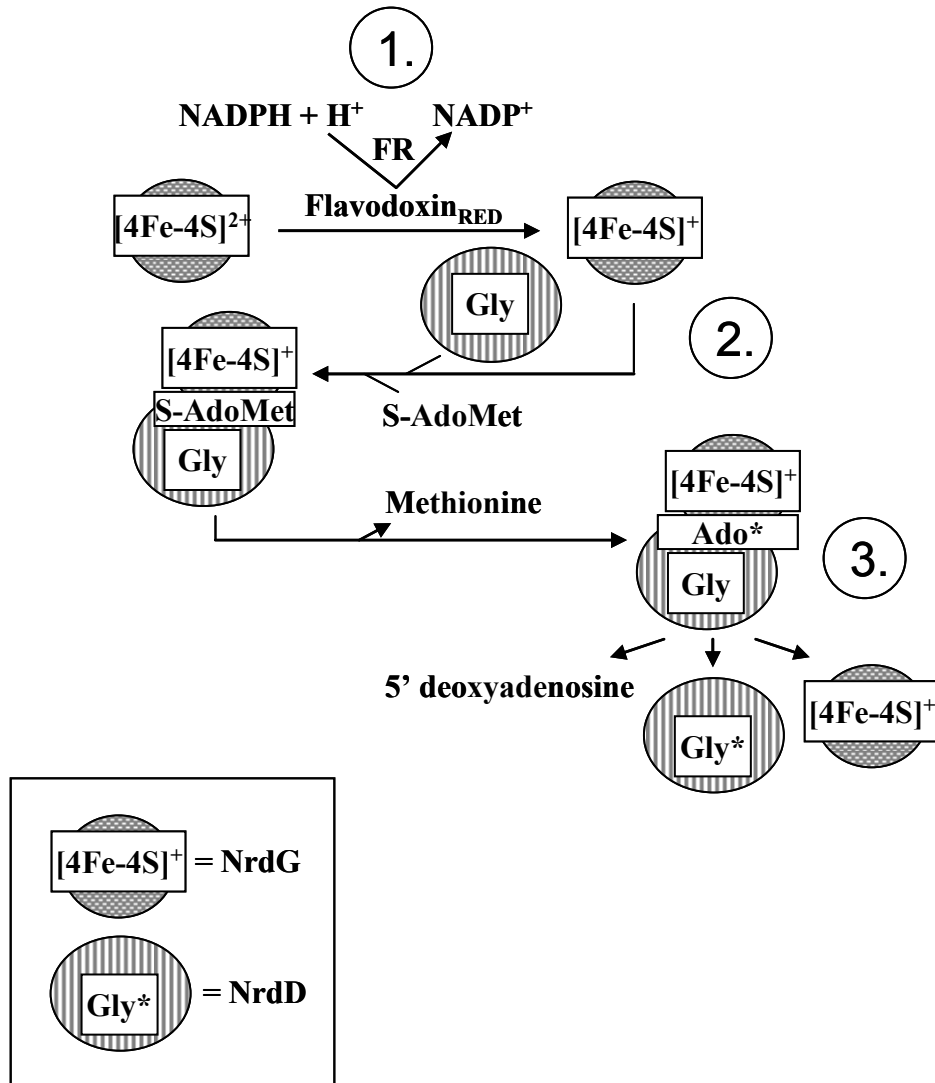 1.
NADPH + H⁺ NADP⁺
FR
Flavodoxin_RED
[4Fe-4S]²⁺ [4Fe-4S]⁺
Gly
2.
[4Fe-4S]⁺
S-AdoMet
S-AdoMet
Gly
Methionine
[4Fe-4S]⁺
Ado*
3.
Gly
5' deoxyadenosine
[4Fe-4S]⁺
Gly*
[4Fe-4S]⁺ = NrdG
Gly* = NrdD